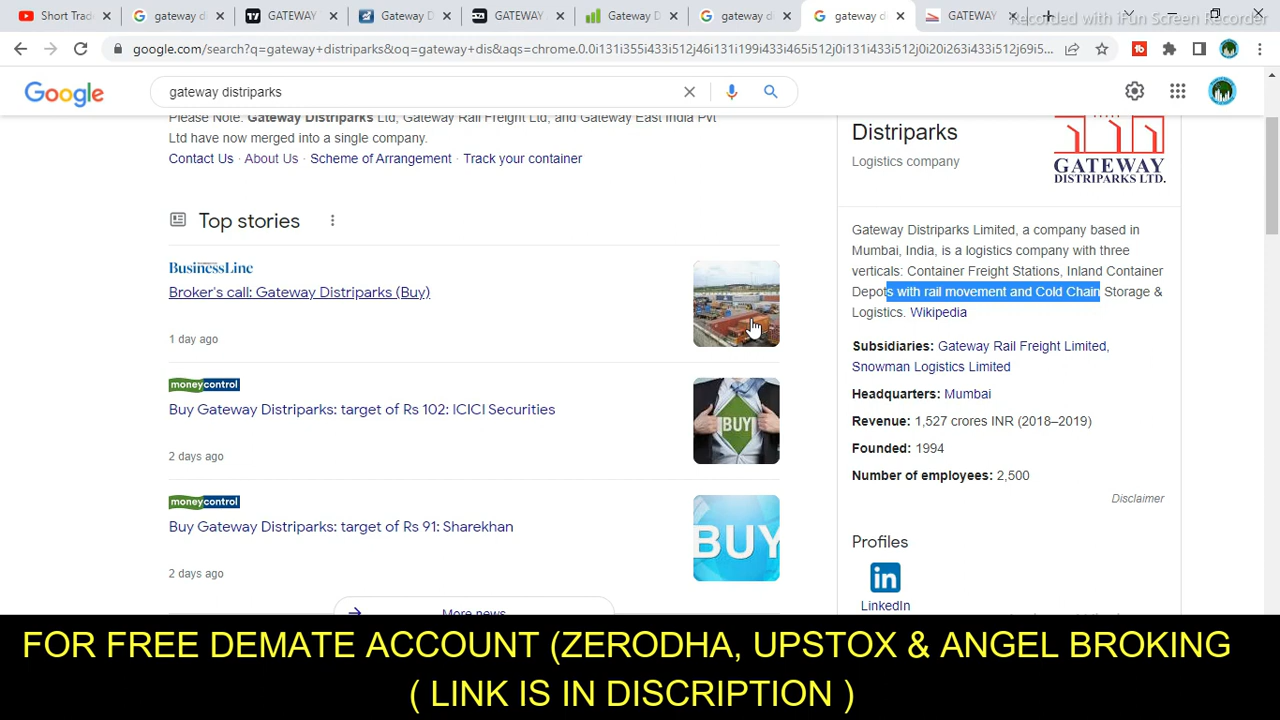 Short Trad
gateway d
GATEWAY
Gateway D
GATEWAY
Gateway D
gateway d
gateway d
GATEWAY
Recorded with iFun Screen Recorder
google.com/search?q=gateway+distriparks&oq=gateway+dis&aqs=chrome.0.0i131i355i433i512j46i131i199i433i465i512j0i131i433i512j0i20i263i433i512j69i5...
Google
gateway distriparks
Please Note: Gateway Distriparks Ltd, Gateway Rail Freight Ltd, and Gateway East India Pvt
Ltd have now merged into a single company.
Contact Us · About Us · Scheme of Arrangement · Track your container
Top stories
BusinessLine
Broker's call: Gateway Distriparks (Buy)
1 day ago
moneycontrol
Buy Gateway Distriparks: target of Rs 102: ICICI Securities
BUY
2 days ago
moneycontrol
Buy Gateway Distriparks: target of Rs 91: Sharekhan
BUY
2 days ago
More news
Distriparks
Logistics company
GATEWAY
DISTRIPARKS LTD.
Gateway Distriparks Limited, a company based in
Mumbai, India, is a logistics company with three
verticals: Container Freight Stations, Inland Container
Depots with rail movement and Cold Chain Storage &
Logistics. Wikipedia
Subsidiaries: Gateway Rail Freight Limited,
Snowman Logistics Limited
Headquarters: Mumbai
Revenue: 1,527 crores INR (2018–2019)
Founded: 1994
Number of employees: 2,500
Disclaimer
Profiles
LinkedIn
FOR FREE DEMATE ACCOUNT (ZERODHA, UPSTOX & ANGEL BROKING
( LINK IS IN DISCRIPTION )